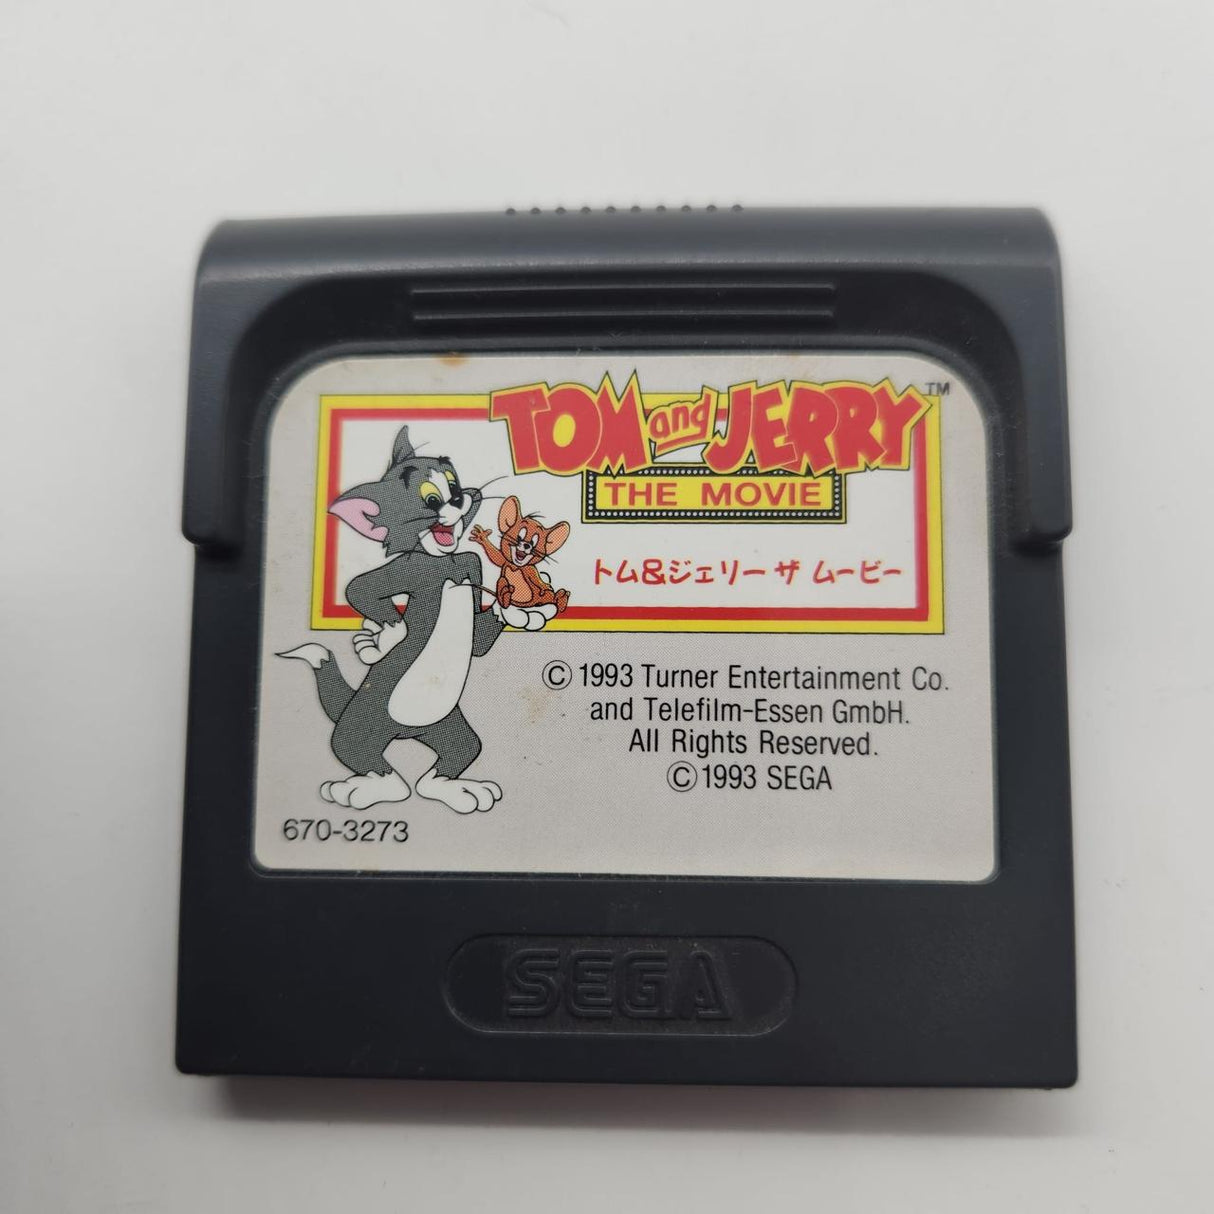 TOM and JERRY™
THE MOVIE
トム&ジェリー ザ ムービー
© 1993 Turner Entertainment Co.
and Telefilm-Essen GmbH.
All Rights Reserved.
© 1993 SEGA
670-3273
SEGA